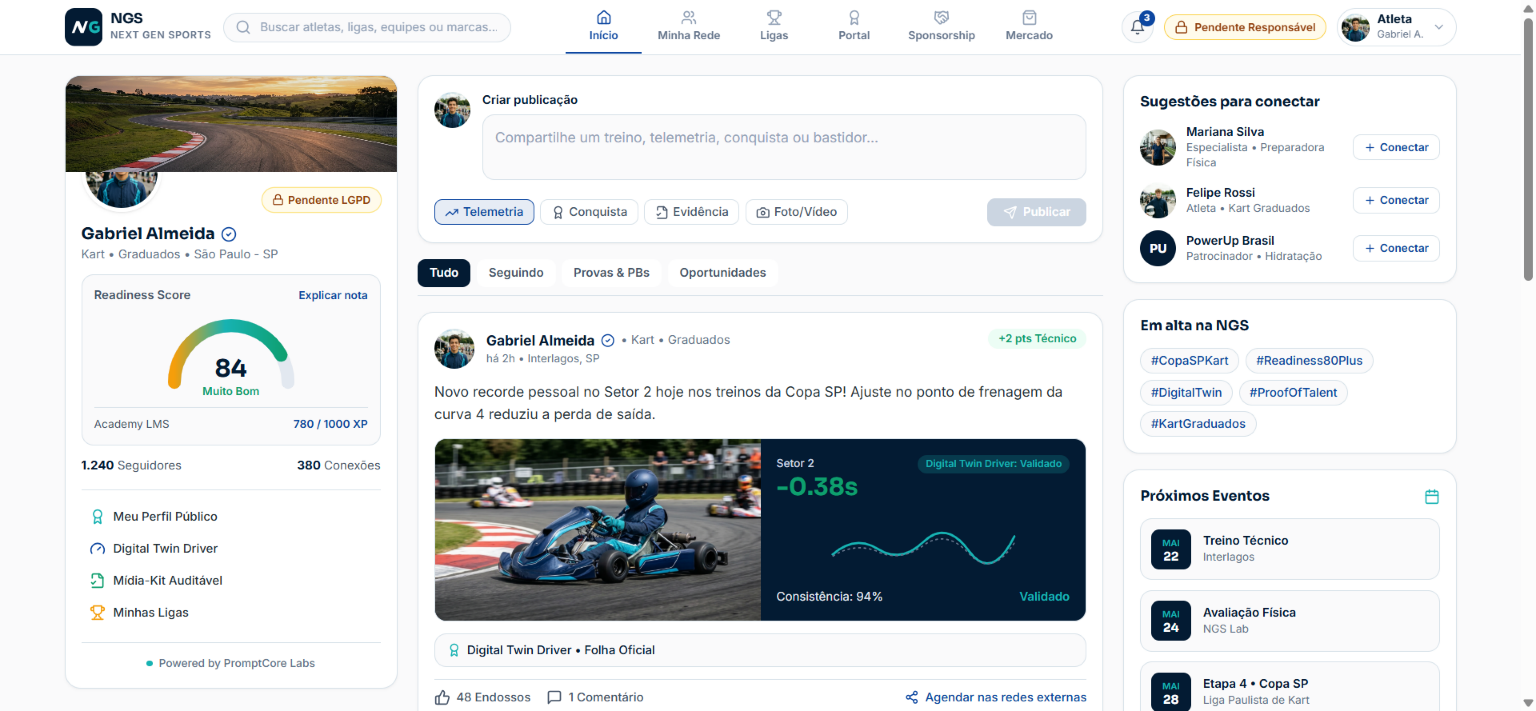 NG
NGS
NEXT GEN SPORTS
Buscar atletas, ligas, equipes ou marcas...
Início
Minha Rede
Ligas
Portal
Sponsorship
Mercado
3
Pendente Responsável
Atleta
Gabriel A.
Pendente LGPD
Gabriel Almeida
Kart • Graduados • São Paulo - SP
Readiness Score
Explicar nota
84
Muito Bom
Academy LMS
780 / 1000 XP
1.240 Seguidores
380 Conexões
Meu Perfil Público
Digital Twin Driver
Mídia-Kit Auditável
Minhas Ligas
Powered by PromptCore Labs
Criar publicação
Compartilhe um treino, telemetria, conquista ou bastidor...
Telemetria
Conquista
Evidência
Foto/Vídeo
Publicar
Tudo
Seguindo
Provas & PBs
Oportunidades
Gabriel Almeida • Kart • Graduados
há 2h • Interlagos, SP
+2 pts Técnico
Novo recorde pessoal no Setor 2 hoje nos treinos da Copa SP! Ajuste no ponto de frenagem da
curva 4 reduziu a perda de saída.
Setor 2
Digital Twin Driver: Validado
-0.38s
Consistência: 94%
Validado
Digital Twin Driver • Folha Oficial
48 Endossos
1 Comentário
Agendar nas redes externas
Sugestões para conectar
Mariana Silva
Especialista • Preparadora
Física
+ Conectar
Felipe Rossi
Atleta • Kart Graduados
+ Conectar
PU
PowerUp Brasil
Patrocinador • Hidratação
+ Conectar
Em alta na NGS
#CopaSPKart
#Readiness80Plus
#DigitalTwin
#ProofOfTalent
#KartGraduados
Próximos Eventos
MAI
22
Treino Técnico
Interlagos
MAI
24
Avaliação Física
NGS Lab
MAI
28
Etapa 4 • Copa SP
Liga Paulista de Kart